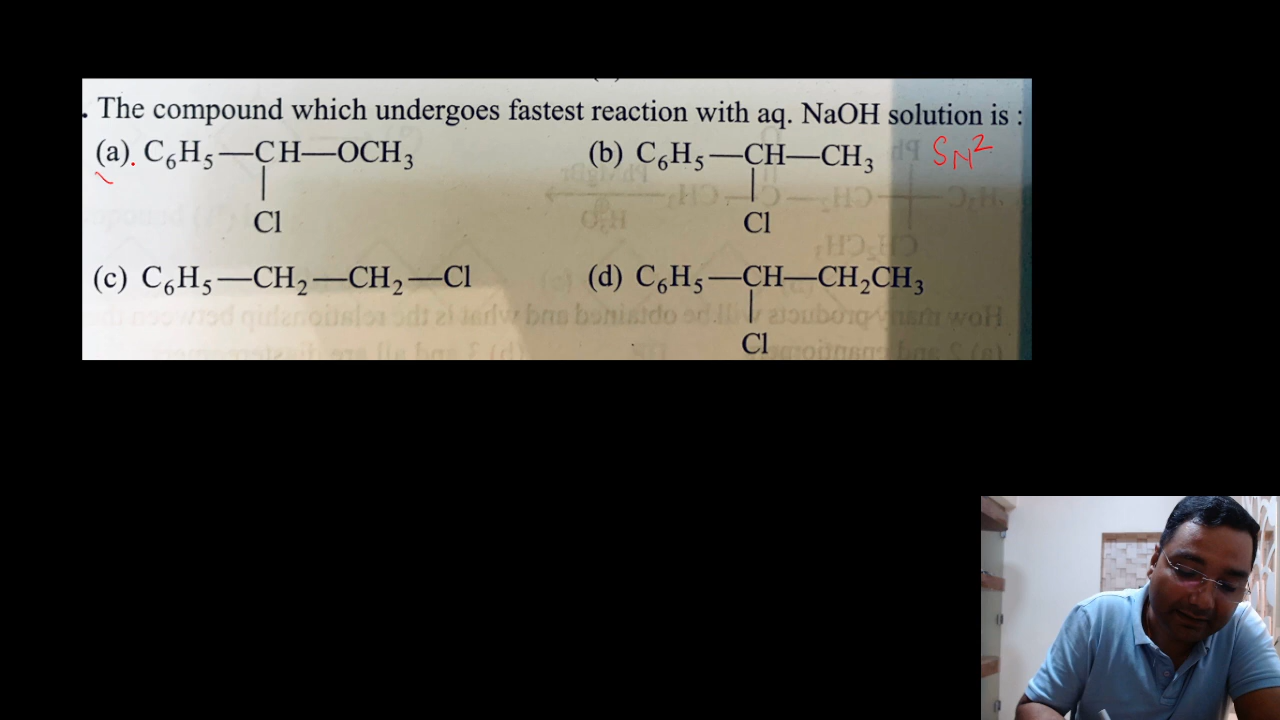 . The compound which undergoes fastest reaction with aq. NaOH solution is :
(a). C₆H₅—CH—OCH₃
Cl
(b) C₆H₅—CH—CH₃
Cl
SN²
(c) C₆H₅—CH₂—CH₂—Cl
(d) C₆H₅—CH—CH₂CH₃
Cl